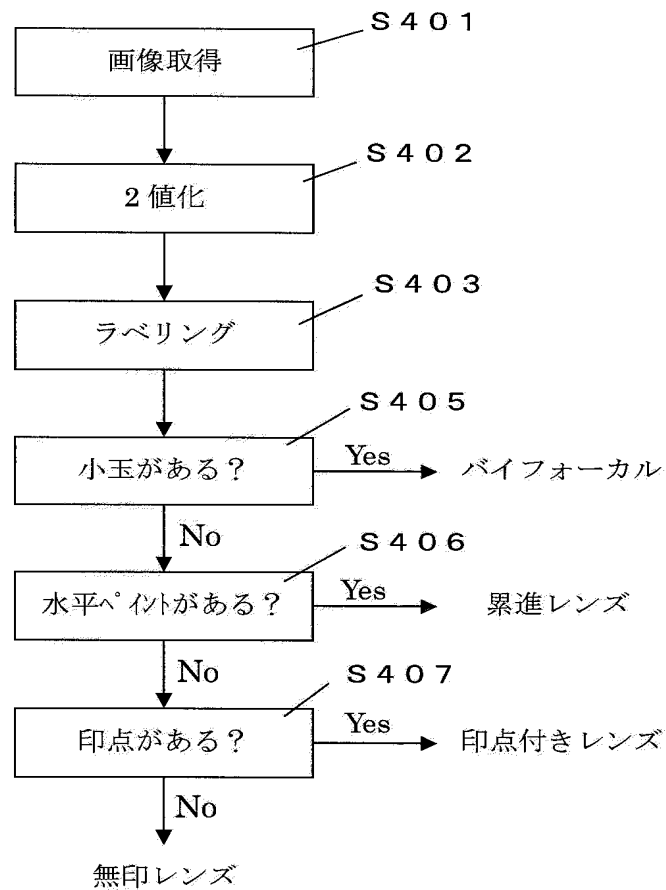 S401
画像取得
S402
2値化
S403
ラベリング
S405
小玉がある?
Yes
バイフォーカル
No
S406
水平ペイントがある?
Yes
累進レンズ
No
S407
印点がある?
Yes
印点付きレンズ
No
無印レンズ